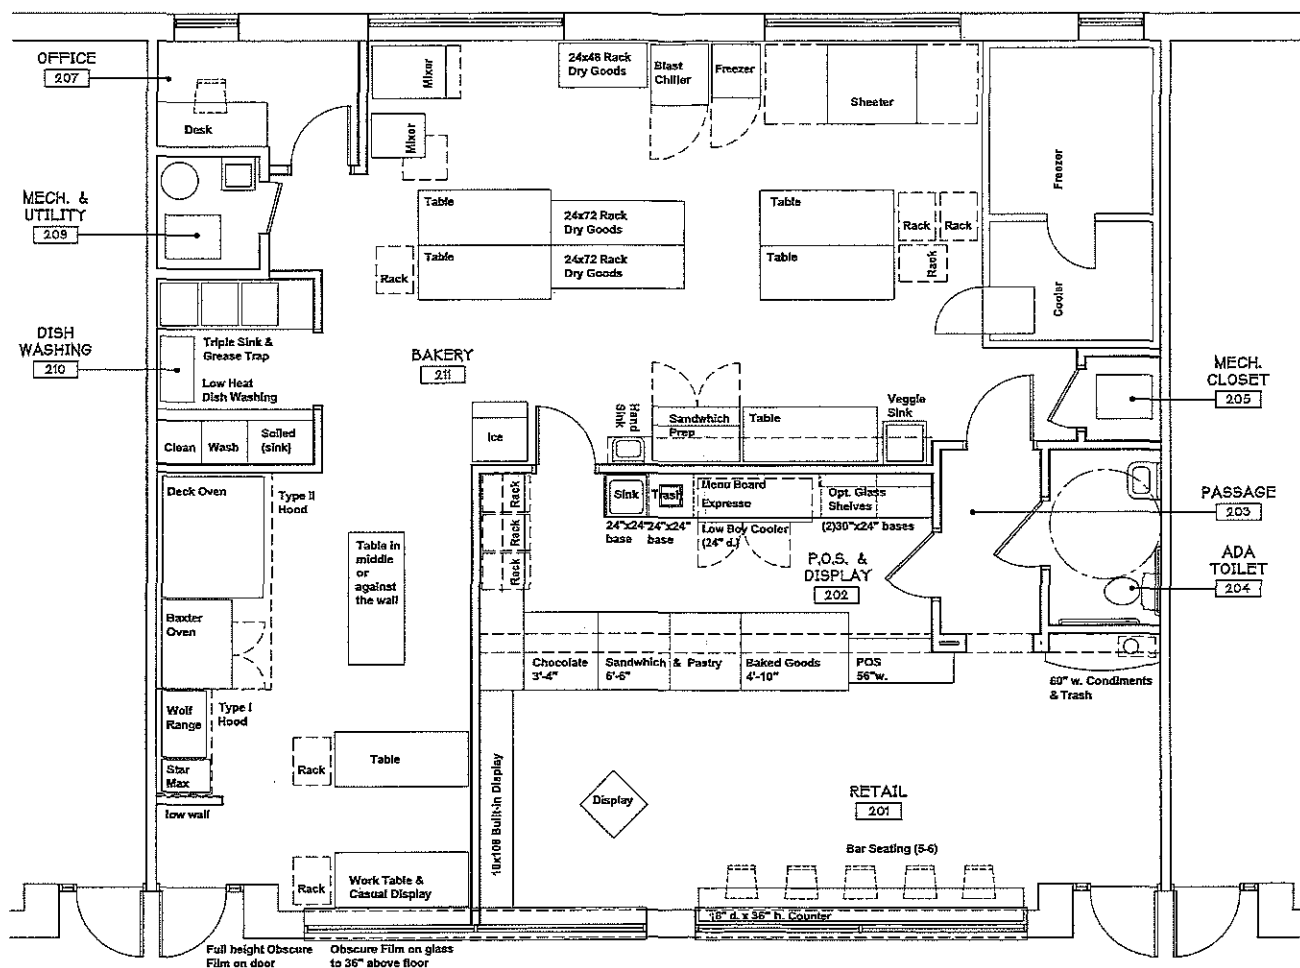 OFFICE
207
Desk
Mixer
Mixer
24x48 Rack
Dry Goods
Blast
Chiller
Freezer
Sheeter
Freezer
Cooler
MECH. &
UTILITY
209
Table
24x72 Rack
Dry Goods
Table
24x72 Rack
Dry Goods
Rack
Table
Table
Rack
Rack
Rack
DISH
WASHING
210
Triple Sink &
Grease Trap
Low Heat
Dish Washing
BAKERY
211
MECH.
CLOSET
205
Clean
Wash
Soiled
(sink)
Ice
Hand
Sink
Sandwhich
Prep
Table
Veggie
Sink
Deck Oven
Type II
Hood
Rack
Rack
Rack
Sink
Trash
Menu Board
Expresso
Opt. Glass
Shelves
24"x24"
base
24"x24"
base
Low Boy Cooler
(24" d.)
(2)30"x24" bases
PASSAGE
203
ADA
TOILET
204
Table in
middle
or
against
the wall
P.O.S. &
DISPLAY
202
Baxter
Oven
Chocolate
3'-4"
Sandwhich & Pastry
6'-6"
Baked Goods
4'-10"
POS
56"w.
60" w. Condiments
& Trash
Wolf
Range
Type I
Hood
Star
Max
low wall
Rack
Table
18x108 Built-in Display
Display
RETAIL
201
Bar Seating (5-6)
Rack
Work Table &
Casual Display
18" d. x 36" h. Counter
Full height Obscure
Film on door
Obscure Film on glass
to 36" above floor